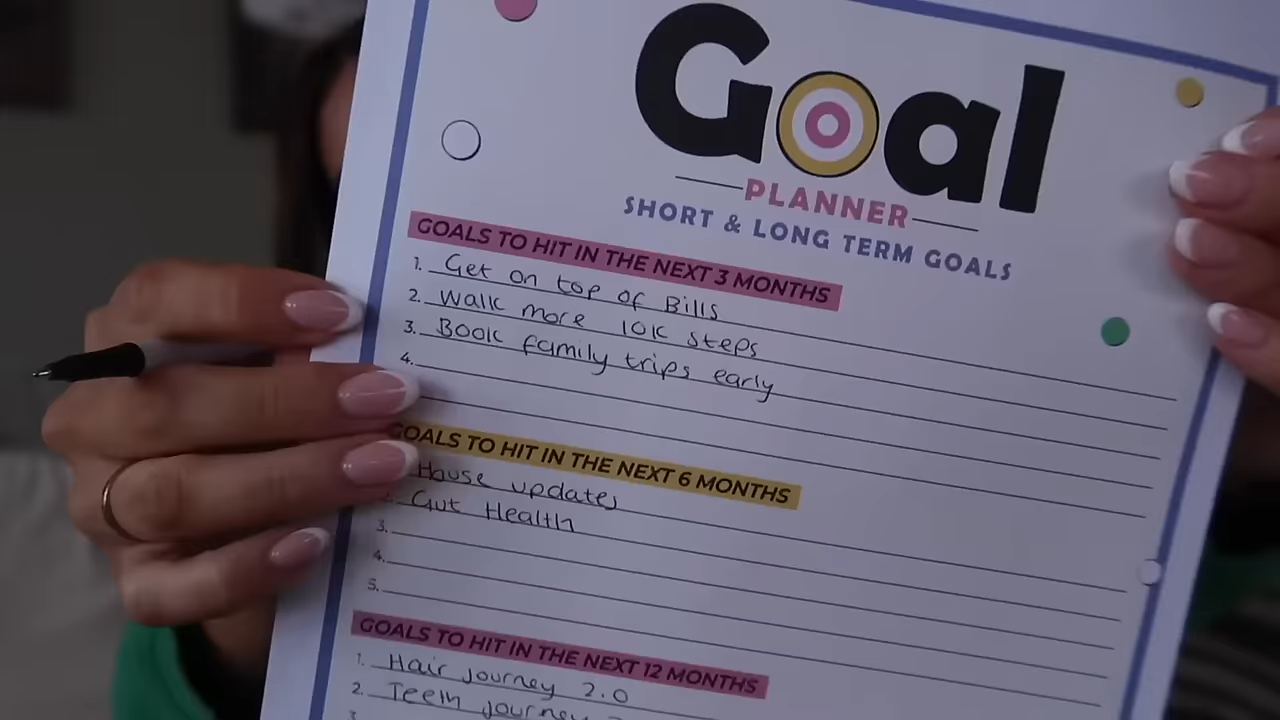 Goal
PLANNER
SHORT & LONG TERM GOALS
GOALS TO HIT IN THE NEXT 3 MONTHS
1. Get on top of Bills
2. Walk more 10K steps
3. Book family trips early
4.
GOALS TO HIT IN THE NEXT 6 MONTHS
House updates
Gut Health
3.
4.
5.
GOALS TO HIT IN THE NEXT 12 MONTHS
1. Hair journey 2.0
2. Teeth journey
3.